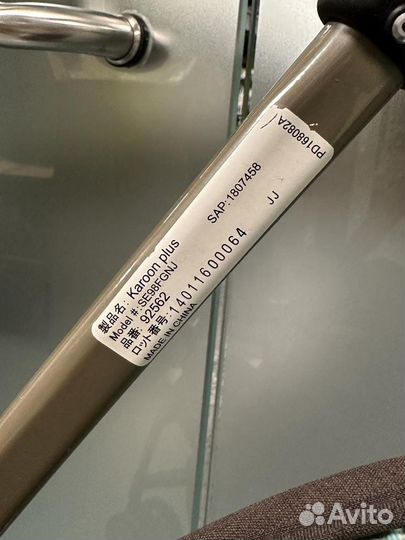 製品名: Karoon plus
Model #: SE98FGNJ SAP:1807458
品番: 92562
ロット番号:14011600064 JJ
MADE IN CHINA
PD168082A/
Avito